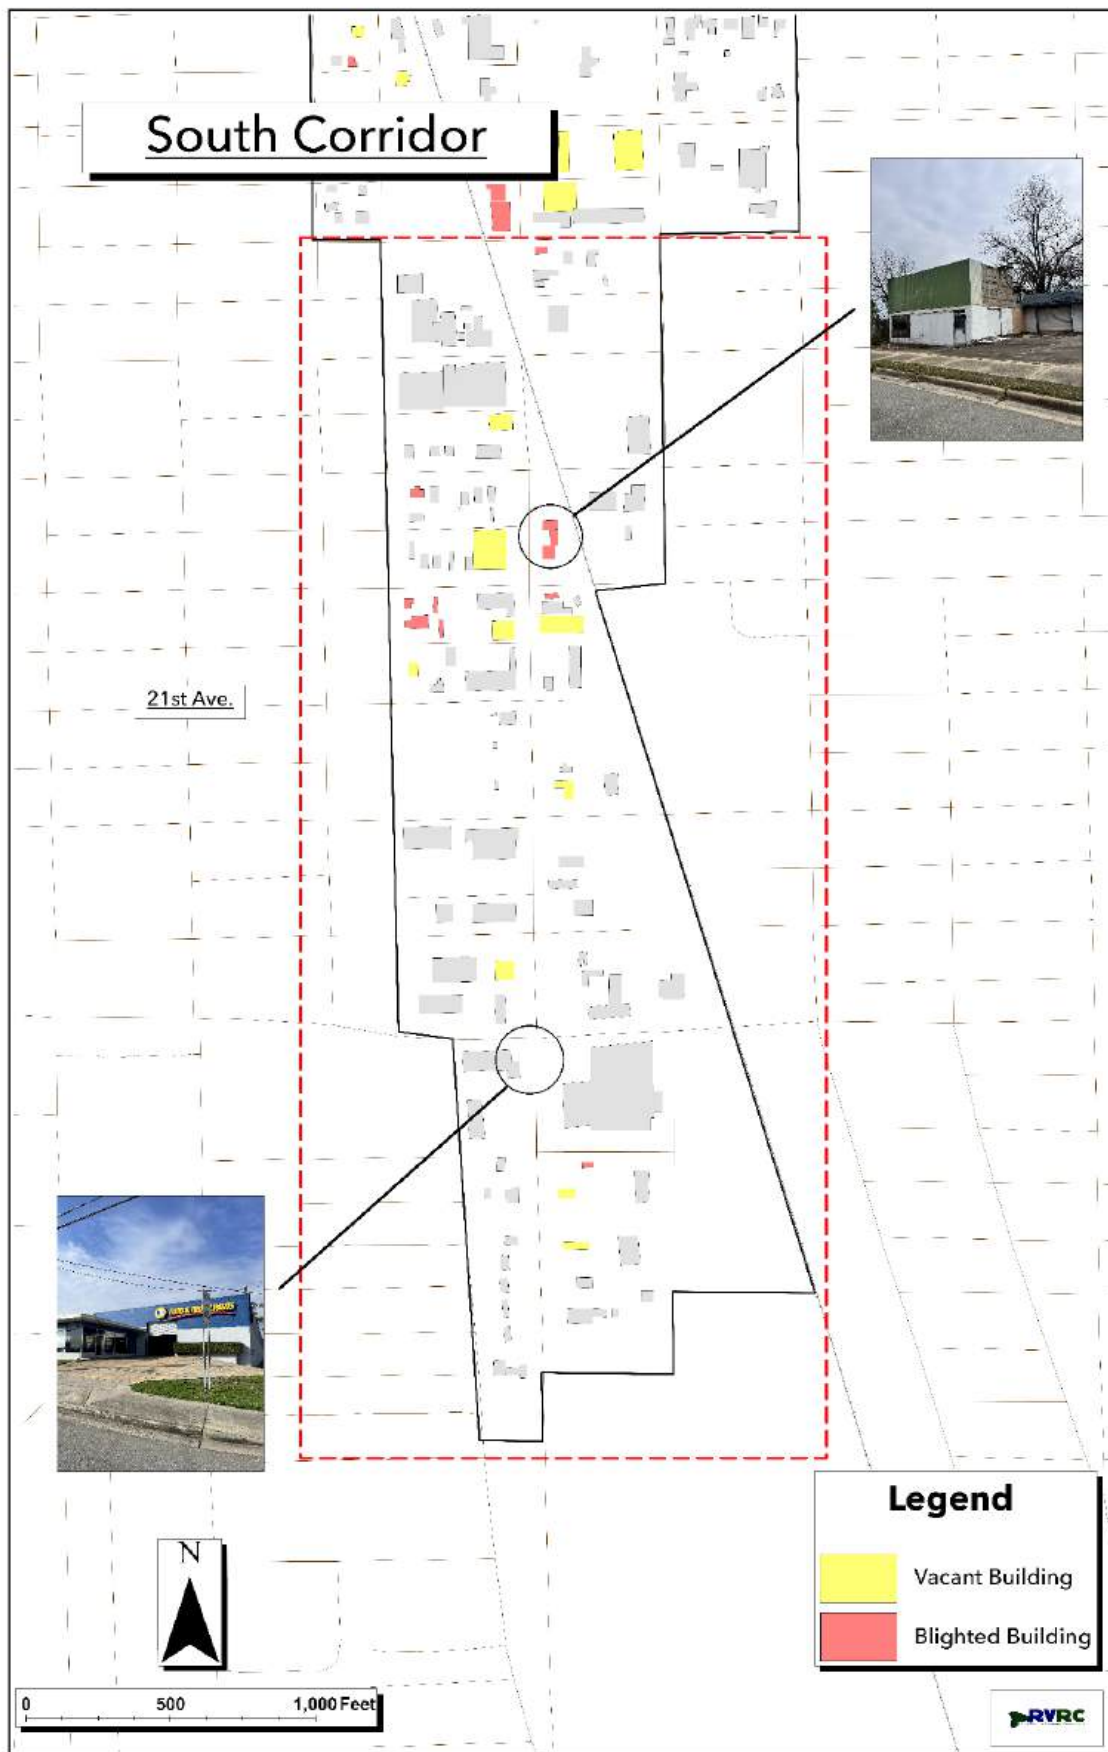 South Corridor
21st Ave.
N
0 500 1,000 Feet
Legend
Vacant Building
Blighted Building
RVRC